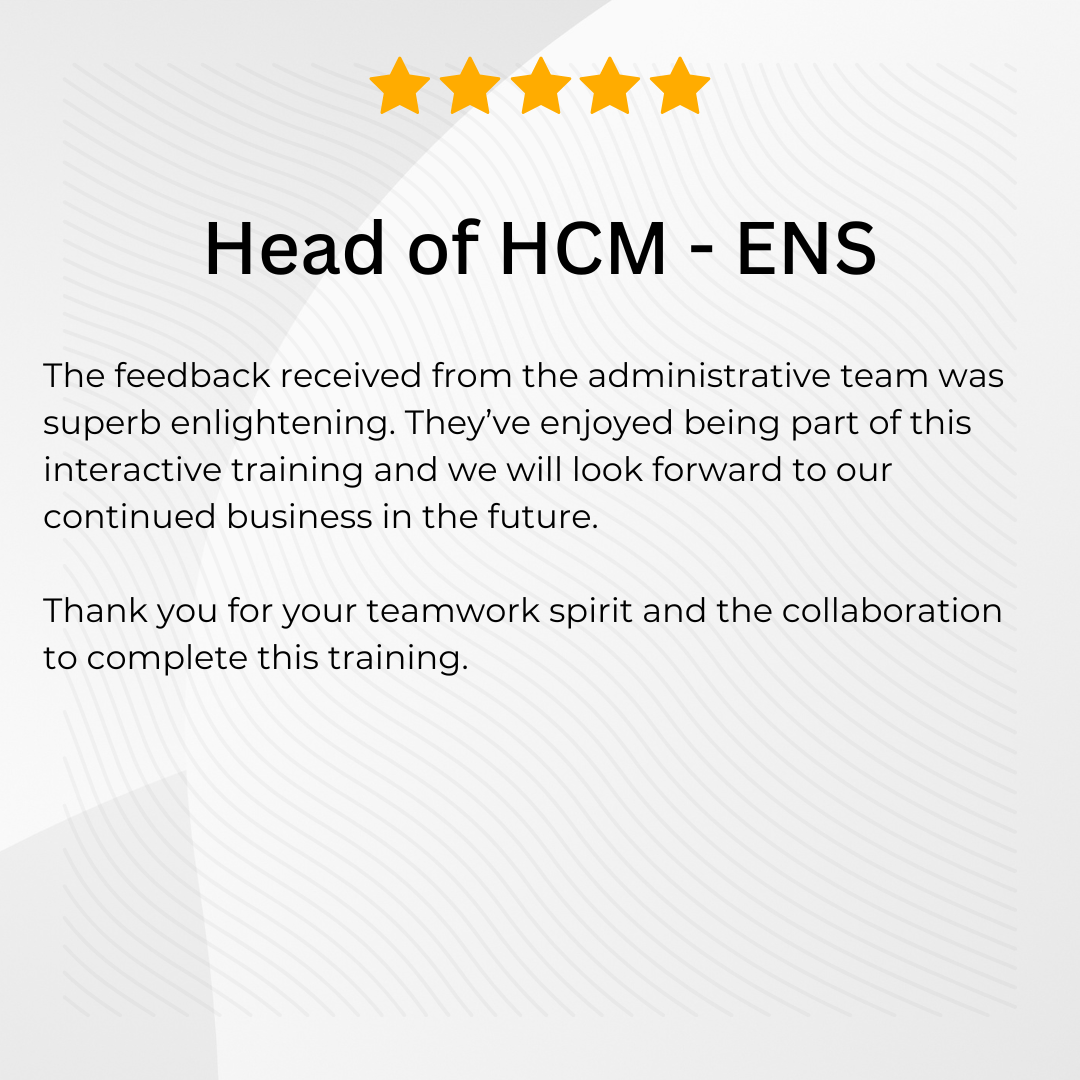 Head of HCM - ENS
The feedback received from the administrative team was
superb enlightening. They’ve enjoyed being part of this
interactive training and we will look forward to our
continued business in the future.
Thank you for your teamwork spirit and the collaboration
to complete this training.